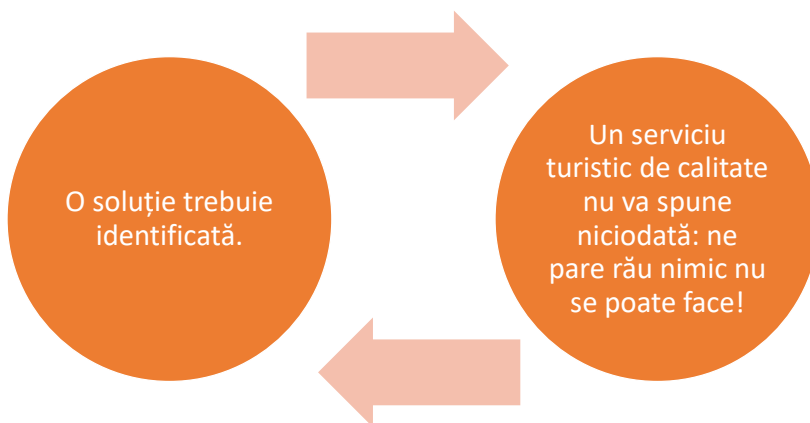 O soluție trebuie
identificată.
Un serviciu
turistic de calitate
nu va spune
niciodată: ne
pare rău nimic nu
se poate face!